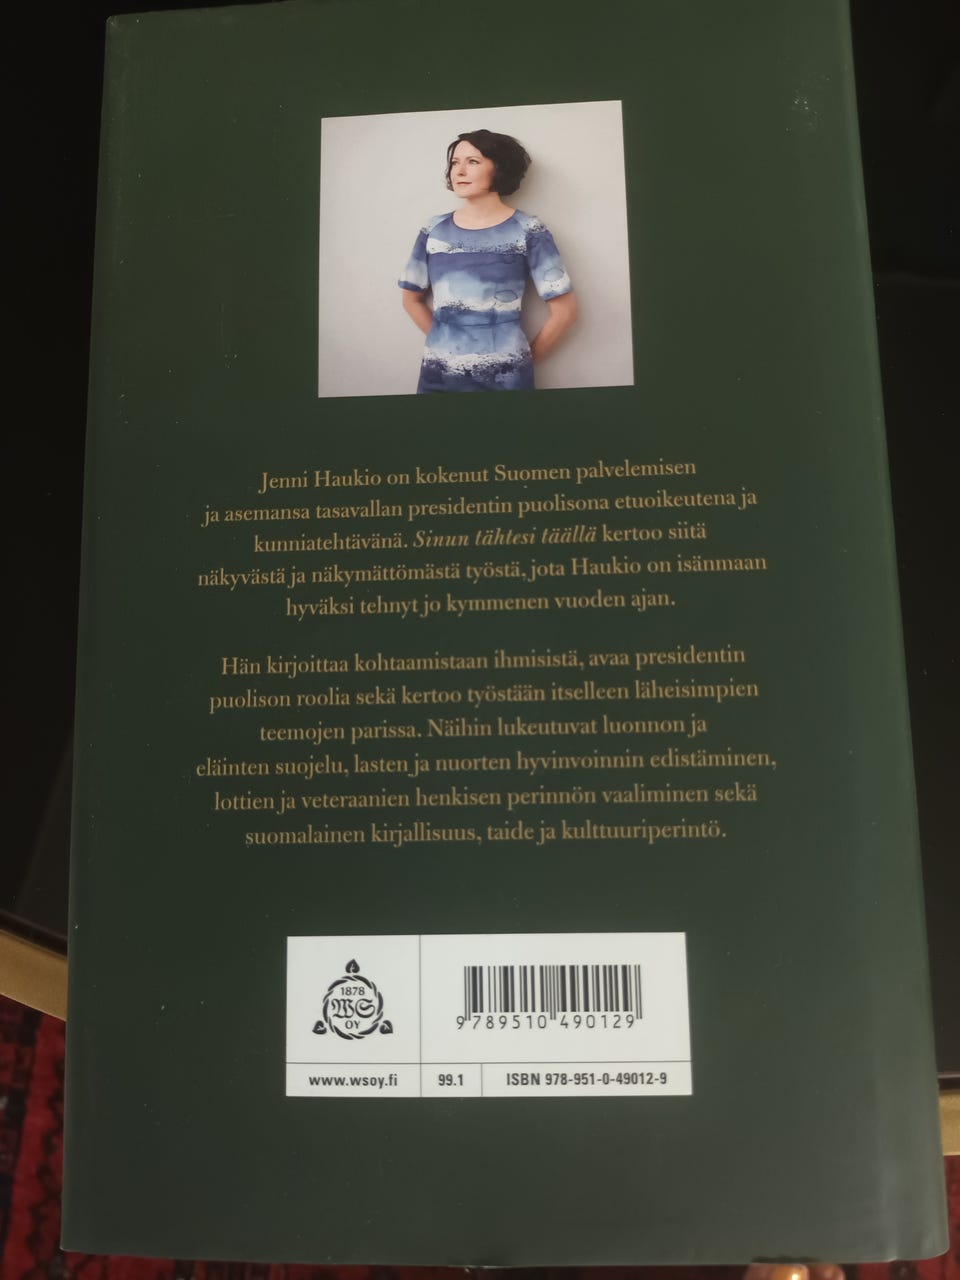 Jenni Haukio on kokenut Suomen palvelemisen
ja asemansa tasavallan presidentin puolisona etuoikeutena ja
kunniatehtävänä. Sinun tähtesi täällä kertoo siitä
näkyvästä ja näkymättömästä työstä, jota Haukio on isänmaan
hyväksi tehnyt jo kymmenen vuoden ajan.
Hän kirjoittaa kohtaamistaan ihmisistä, avaa presidentin
puolison roolia sekä kertoo työstään itselleen läheisimpien
teemojen parissa. Näihin lukeutuvat luonnon ja
eläinten suojelu, lasten ja nuorten hyvinvoinnin edistäminen,
lottien ja veteraanien henkisen perinnön vaaliminen sekä
suomalainen kirjallisuus, taide ja kulttuuriperintö.
1878
WS
OY
9 789510 490129
www.wsoy.fi
99.1
ISBN 978-951-0-49012-9